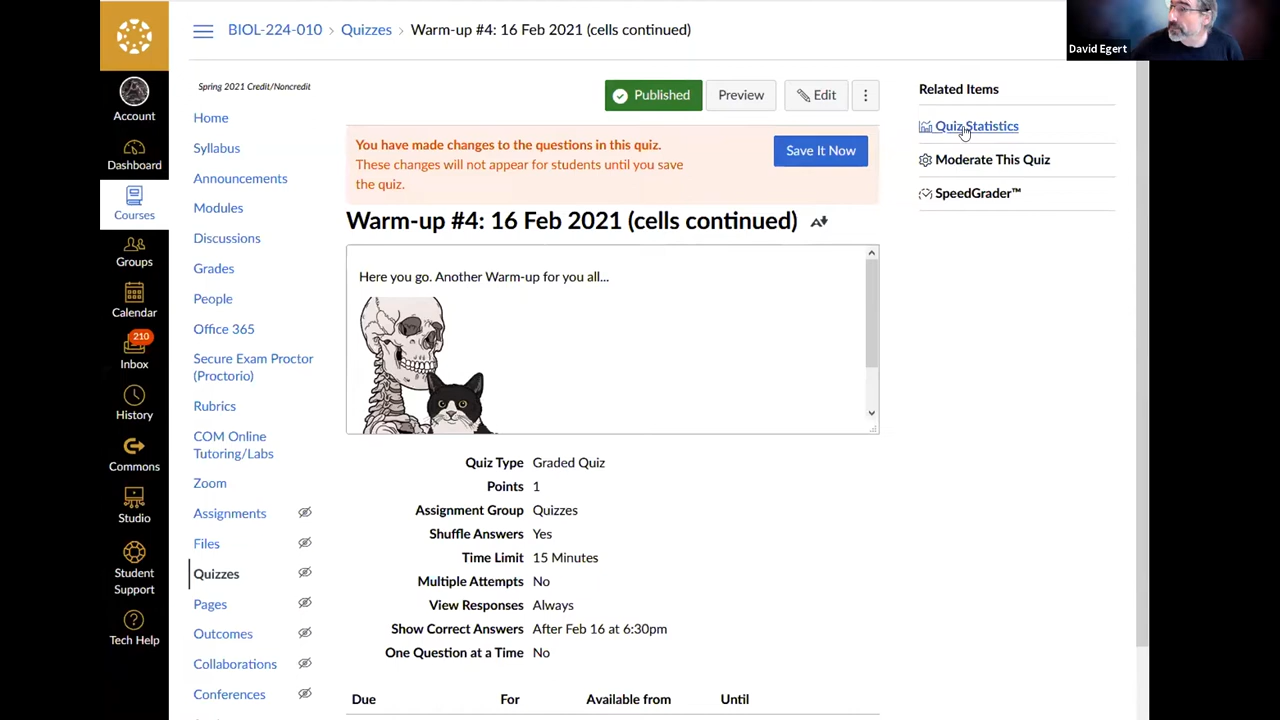 BIOL-224-010 › Quizzes › Warm-up #4: 16 Feb 2021 (cells continued)
David Egert
Account
Dashboard
Courses
Groups
Calendar
210
Inbox
History
Commons
Studio
Student
Support
Tech Help
Spring 2021 Credit/Noncredit
Home
Syllabus
Announcements
Modules
Discussions
Grades
People
Office 365
Secure Exam Proctor
(Proctorio)
Rubrics
COM Online
Tutoring/Labs
Zoom
Assignments
Files
Quizzes
Pages
Outcomes
Collaborations
Conferences
Published
Preview
Edit
You have made changes to the questions in this quiz.
These changes will not appear for students until you save
the quiz.
Save It Now
Warm-up #4: 16 Feb 2021 (cells continued)
Here you go. Another Warm-up for you all...
Quiz Type Graded Quiz
Points 1
Assignment Group Quizzes
Shuffle Answers Yes
Time Limit 15 Minutes
Multiple Attempts No
View Responses Always
Show Correct Answers After Feb 16 at 6:30pm
One Question at a Time No
Due For Available from Until
Related Items
Quiz Statistics
Moderate This Quiz
SpeedGrader™